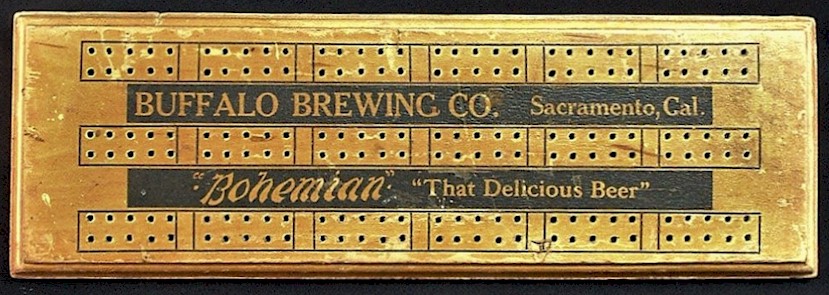 BUFFALO BREWING CO. Sacramento, Cal.
"Bohemian" "That Delicious Beer"